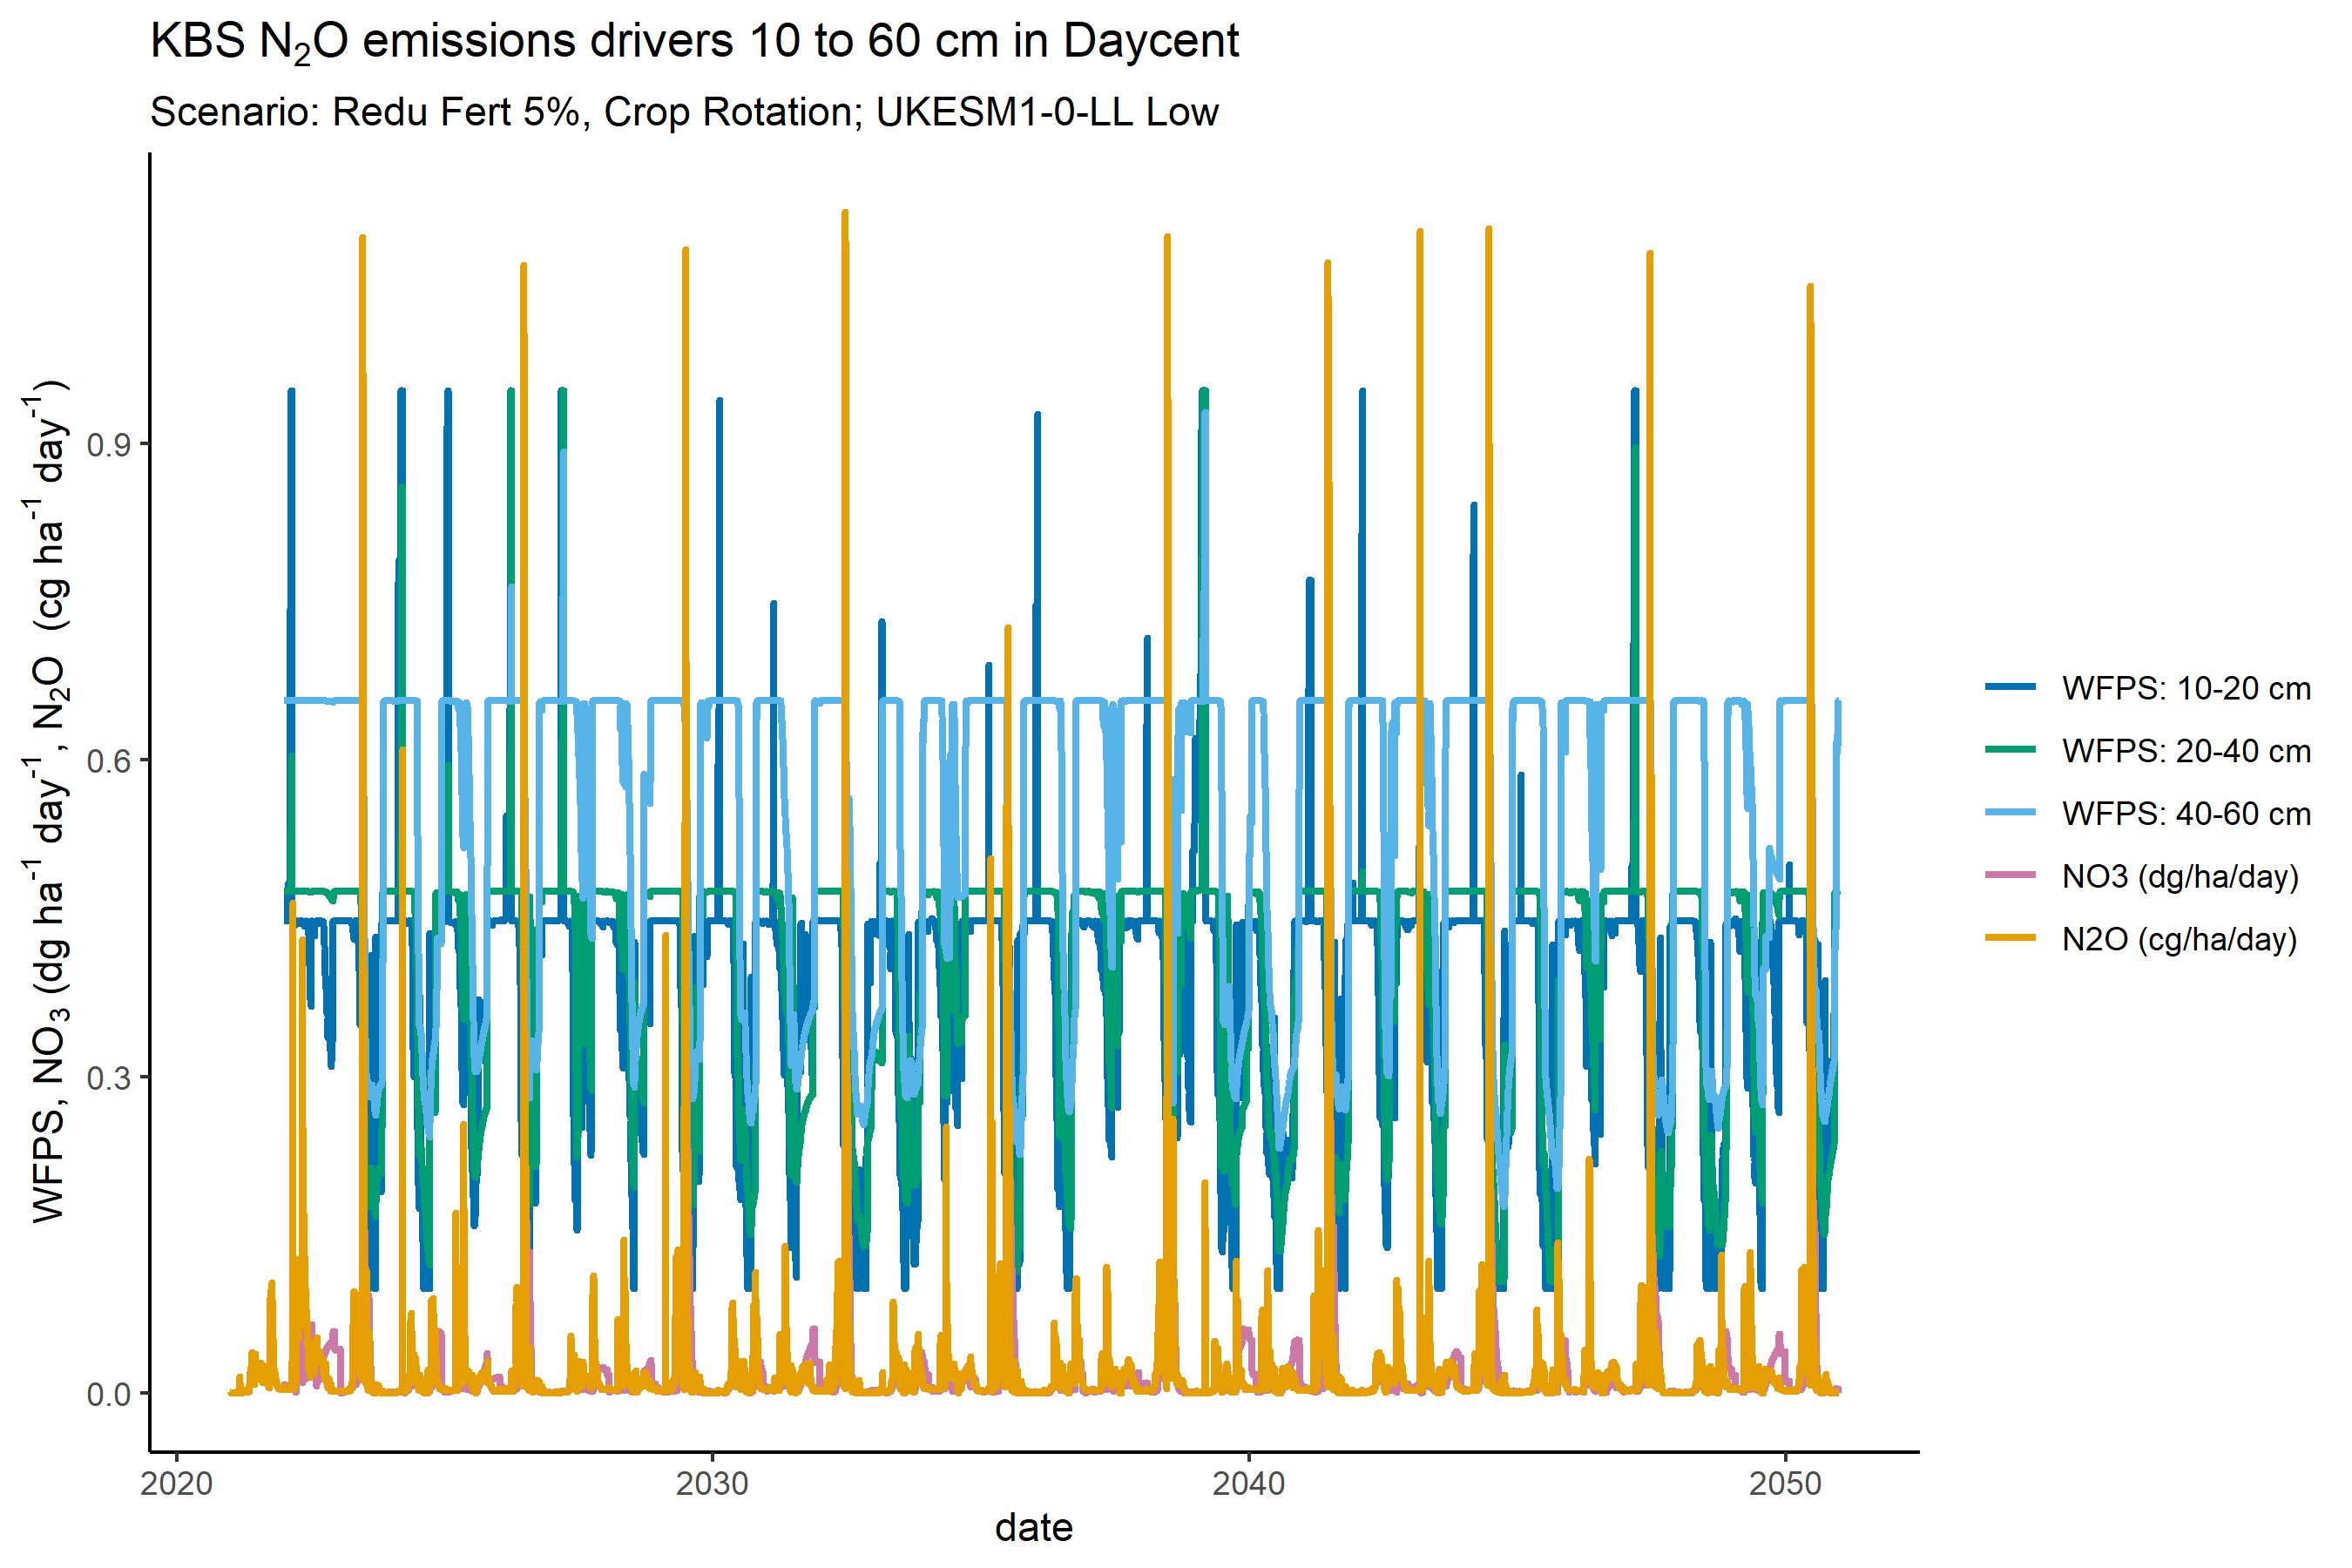 KBS N₂O emissions drivers 10 to 60 cm in Daycent
Scenario: Redu Fert 5%, Crop Rotation; UKESM1-0-LL Low
WFPS, NO₃ (dg ha⁻¹ day⁻¹, N₂O (cg ha⁻¹ day⁻¹)
0.9
0.6
0.3
0.0
2020 2030 2040 2050
date
WFPS: 10-20 cm
WFPS: 20-40 cm
WFPS: 40-60 cm
NO3 (dg/ha/day)
N2O (cg/ha/day)